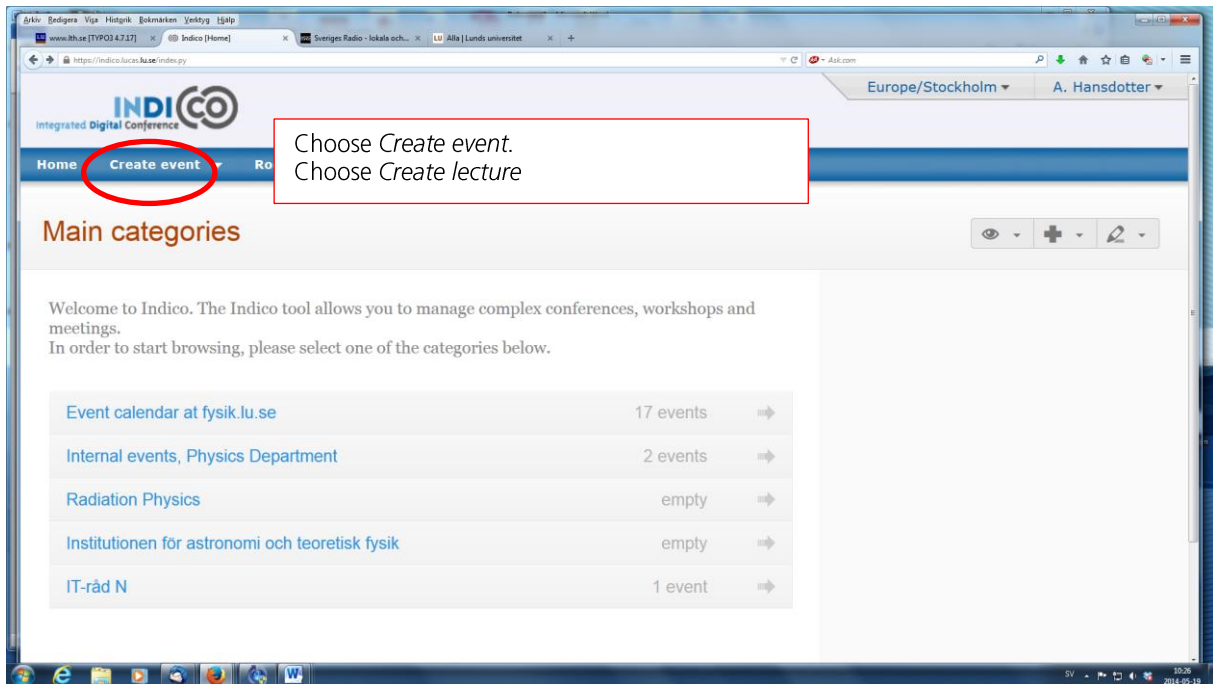 Arkiv Redigera Visa Historik Bokmärken Verktyg Hjälp
www.lth.se [TYPO3 4.7.17] × Indico [Home] × Sveriges Radio - lokala och... × LU Alla | Lunds universitet × +
https://indico.lucas.lu.se/index.py Ask.com
Europe/Stockholm A. Hansdotter
INDICO
Integrated Digital Conference
Choose Create event.
Choose Create lecture
Home Create event Ro
Main categories
Welcome to Indico. The Indico tool allows you to manage complex conferences, workshops and
meetings.
In order to start browsing, please select one of the categories below.
Event calendar at fysik.lu.se 17 events
Internal events, Physics Department 2 events
Radiation Physics empty
Institutionen för astronomi och teoretisk fysik empty
IT-råd N 1 event
SV 10:26
2014-05-19